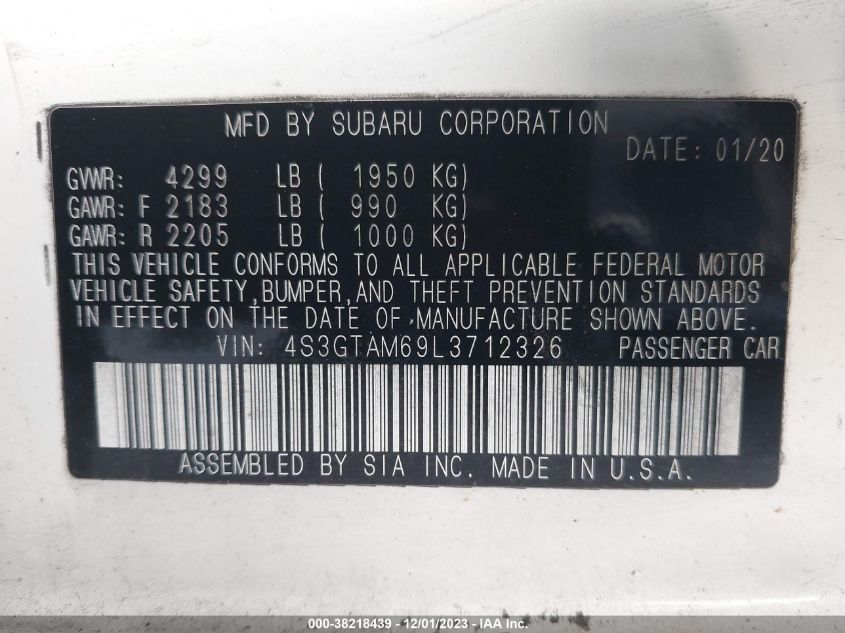 MFD BY SUBARU CORPORATION
DATE: 01/20
GVWR: 4299 LB ( 1950 KG)
GAWR: F 2183 LB ( 990 KG)
GAWR: R 2205 LB ( 1000 KG)
THIS VEHICLE CONFORMS TO ALL APPLICABLE FEDERAL MOTOR
VEHICLE SAFETY,BUMPER,AND THEFT PREVENTION STANDARDS
IN EFFECT ON THE DATE OF MANUFACTURE SHOWN ABOVE.
VIN: 4S3GTAM69L3712326 PASSENGER CAR
ASSEMBLED BY SIA INC. MADE IN U.S.A.
000-38218439 - 12/01/2023 - IAA Inc.